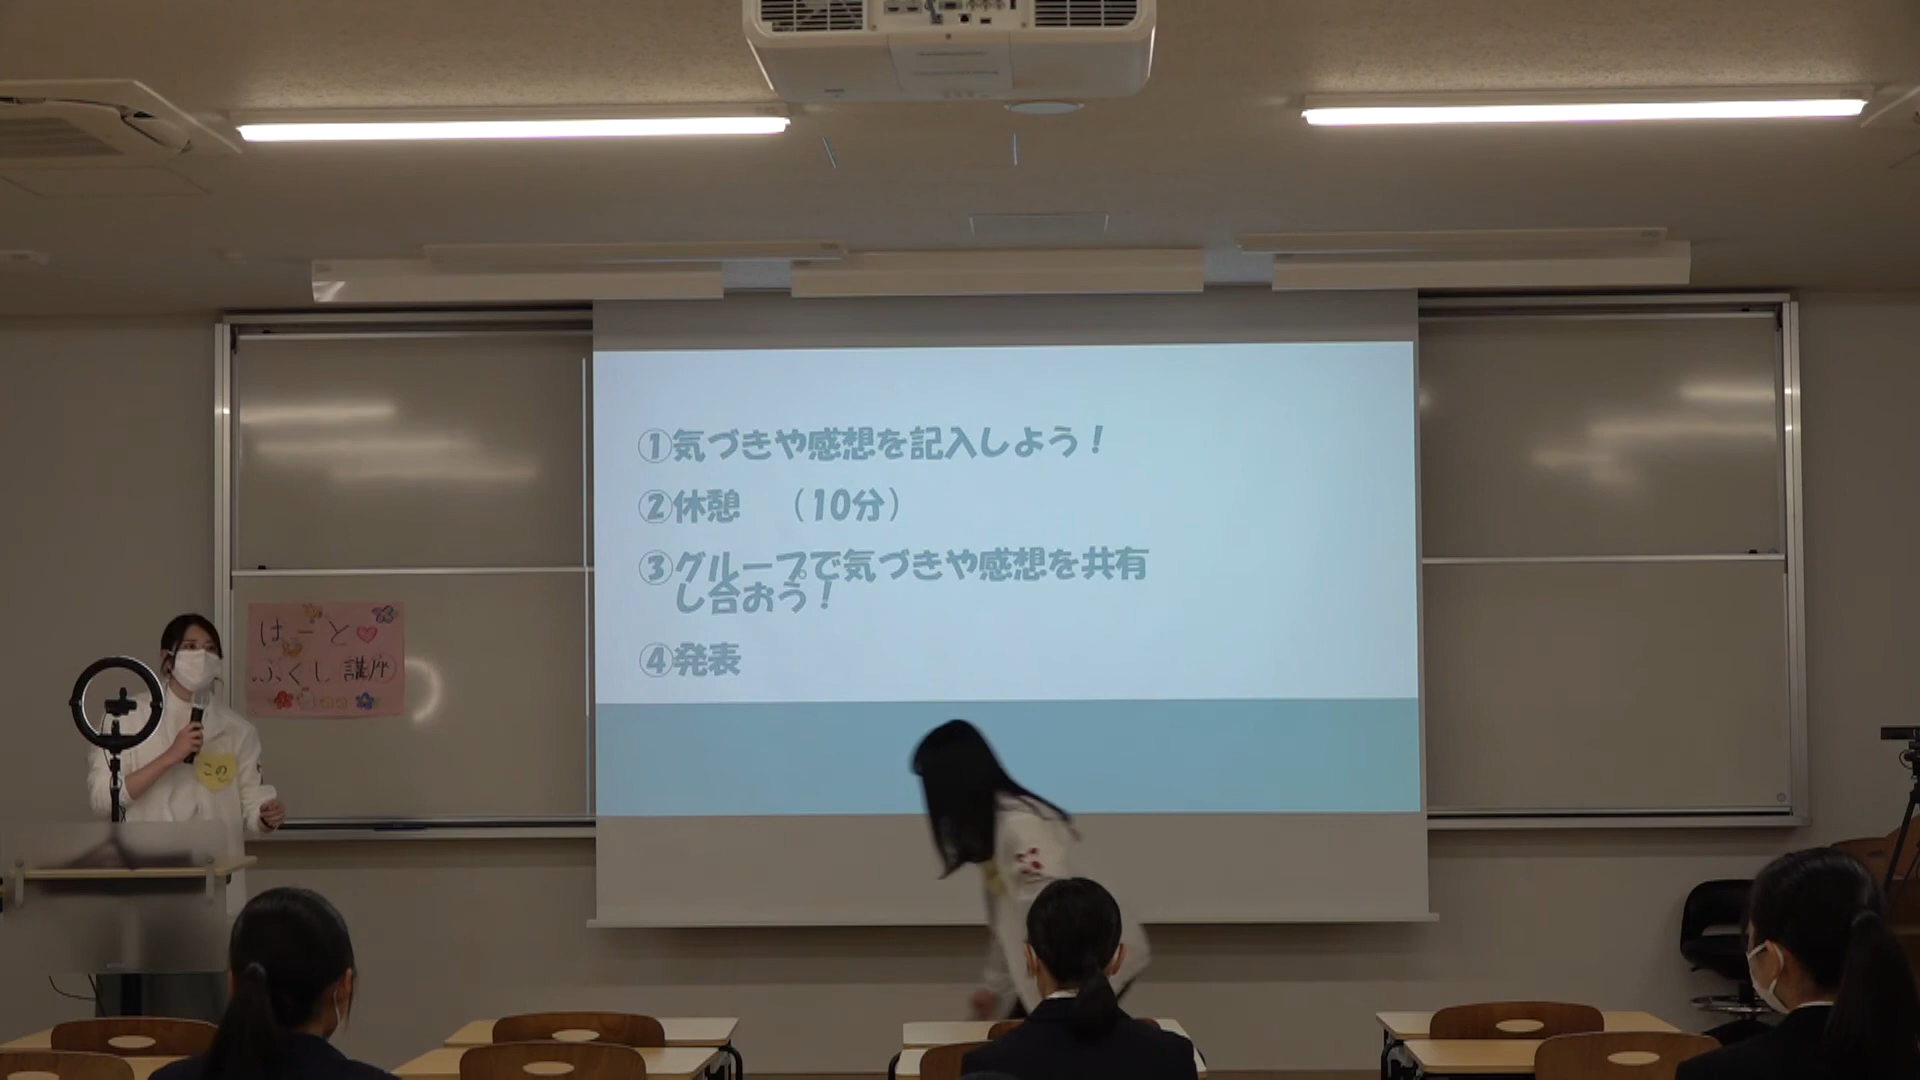 ①気づきや感想を記入しよう！
②休憩　（10分）
③グループで気づきや感想を共有
し合おう！
④発表
はーと♥
ふくし講座
この